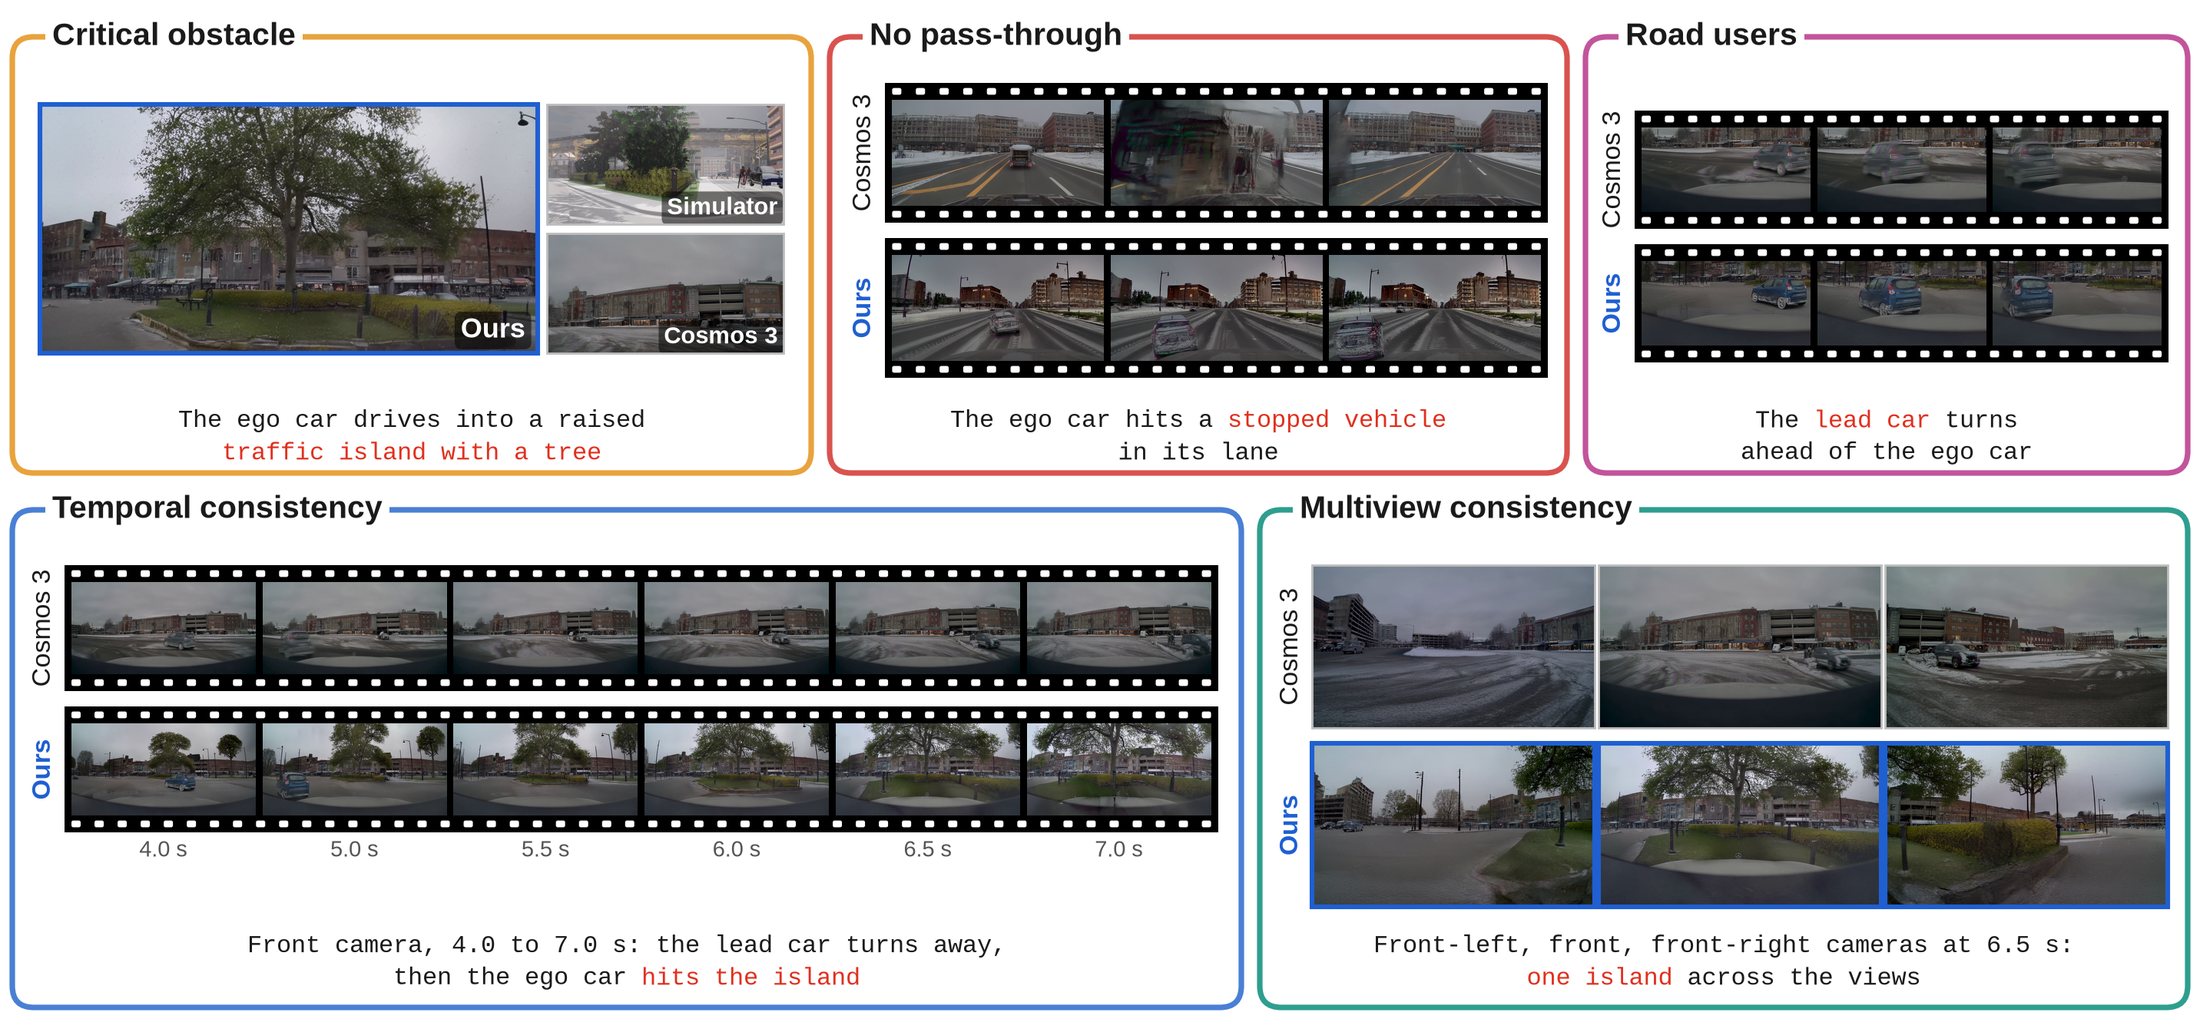 Critical obstacle
Ours
Simulator
Cosmos 3
The ego car drives into a raised
traffic island with a tree
No pass-through
Cosmos 3
Ours
The ego car hits a stopped vehicle
in its lane
Road users
Cosmos 3
Ours
The lead car turns
ahead of the ego car
Temporal consistency
Cosmos 3
Ours
4.0 s 5.0 s 5.5 s 6.0 s 6.5 s 7.0 s
Front camera, 4.0 to 7.0 s: the lead car turns away,
then the ego car hits the island
Multiview consistency
Cosmos 3
Ours
Front-left, front, front-right cameras at 6.5 s:
one island across the views